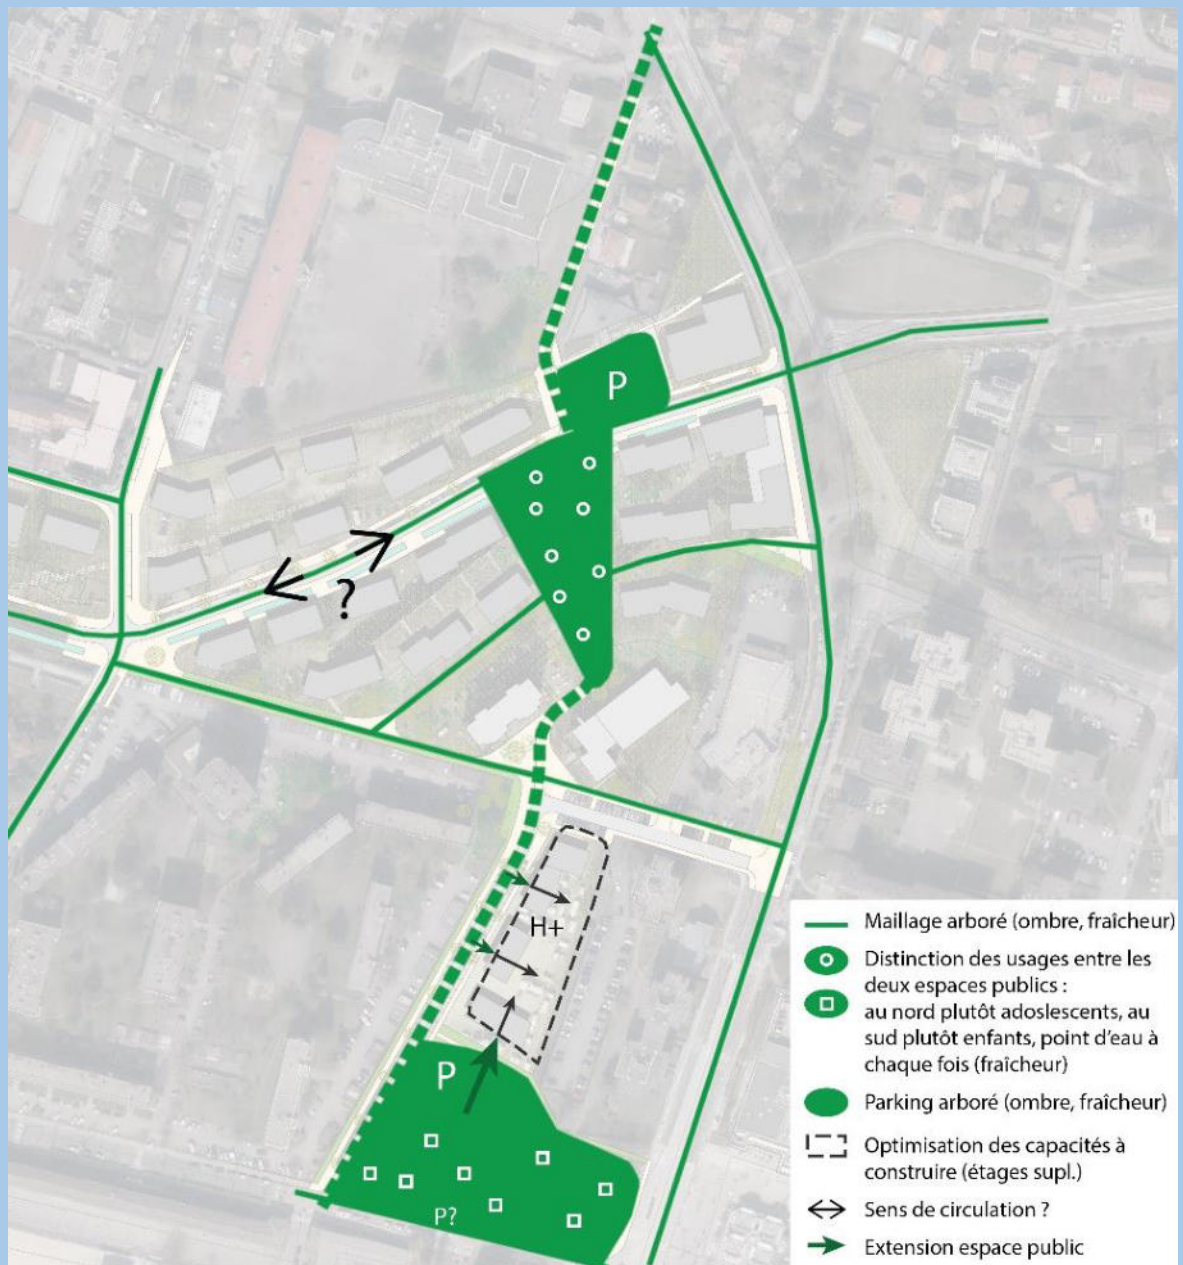 P
?
H+
P
P?
Maillage arboré (ombre, fraîcheur)
Distinction des usages entre les
deux espaces publics :
au nord plutôt adoslescents, au
sud plutôt enfants, point d'eau à
chaque fois (fraîcheur)
Parking arboré (ombre, fraîcheur)
Optimisation des capacités à
construire (étages supl.)
Sens de circulation ?
Extension espace public